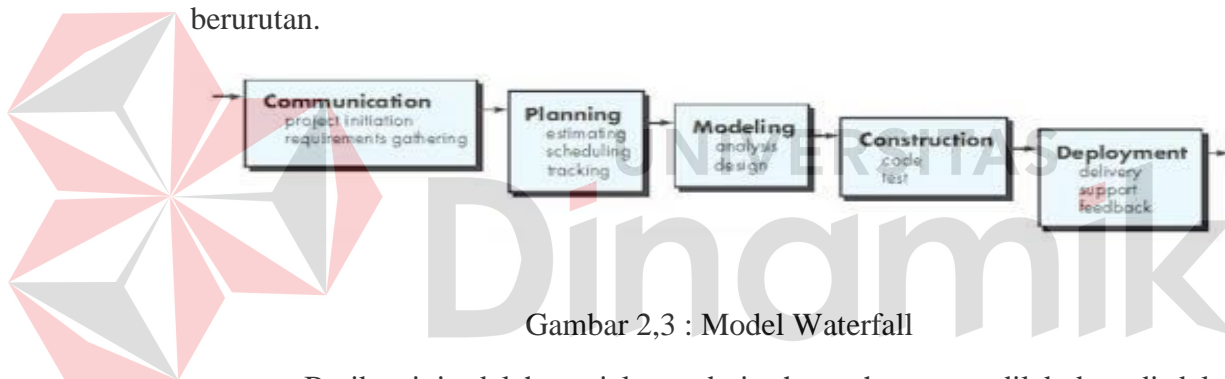 berurutan.
Communication
project initiation
requirements gathering
Planning
estimating
scheduling
tracking
Modeling
analysis
design
Construction
code
test
Deployment
delivery
support
feedback
UNIVERSITAS
Dinamik
Gambar 2,3 : Model Waterfall